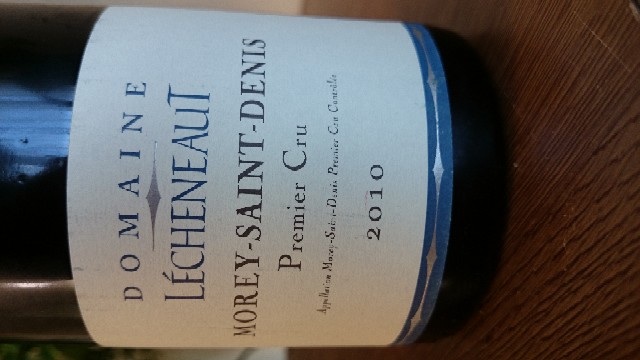 DOMAINE
LÉCHENEAUT
MOREY-SAINT-DENIS
Premier Cru
Appellation Morey-Saint-Denis Premier Cru Contrôlée
2010